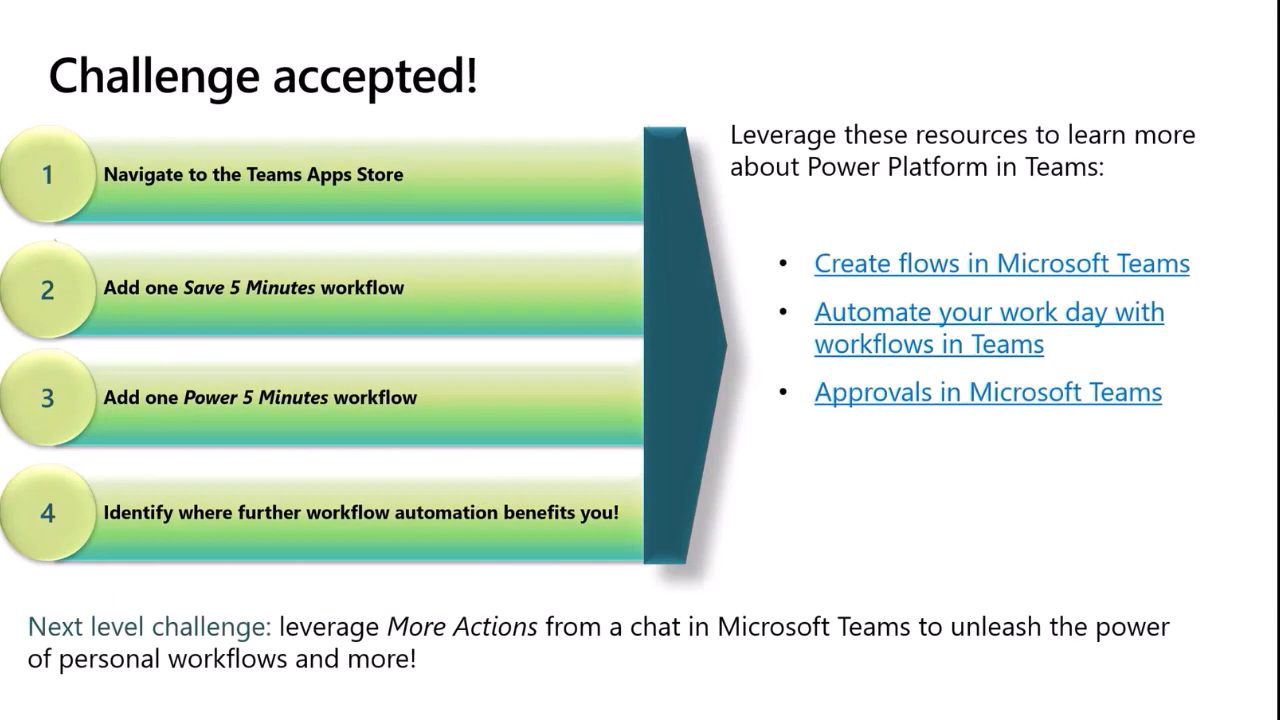 Challenge accepted!
1
Navigate to the Teams Apps Store
2
Add one Save 5 Minutes workflow
3
Add one Power 5 Minutes workflow
4
Identify where further workflow automation benefits you!
Leverage these resources to learn more
about Power Platform in Teams:
• Create flows in Microsoft Teams
• Automate your work day with
workflows in Teams
• Approvals in Microsoft Teams
Next level challenge: leverage More Actions from a chat in Microsoft Teams to unleash the power
of personal workflows and more!